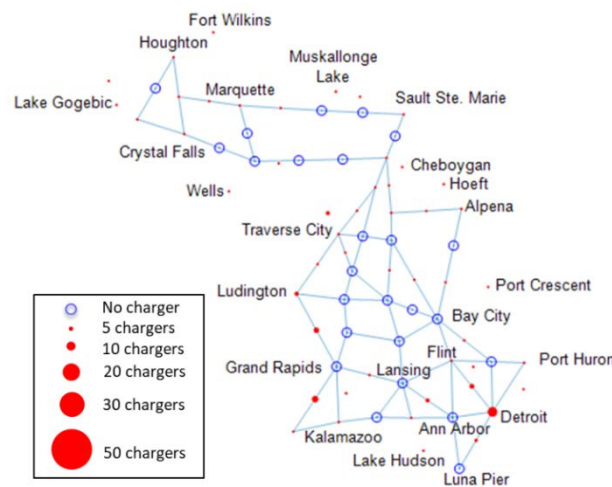 Fort Wilkins
Houghton
Muskallonge
Lake
Marquette
Lake Gogebic
Sault Ste. Marie
Crystal Falls
Cheboygan
Hoeft
Wells
Alpena
Traverse City
Ludington
Port Crescent
Bay City
No charger
5 chargers
10 chargers
20 chargers
30 chargers
50 chargers
Grand Rapids
Lansing
Flint
Port Huron
Detroit
Kalamazoo
Ann Arbor
Lake Hudson
Luna Pier